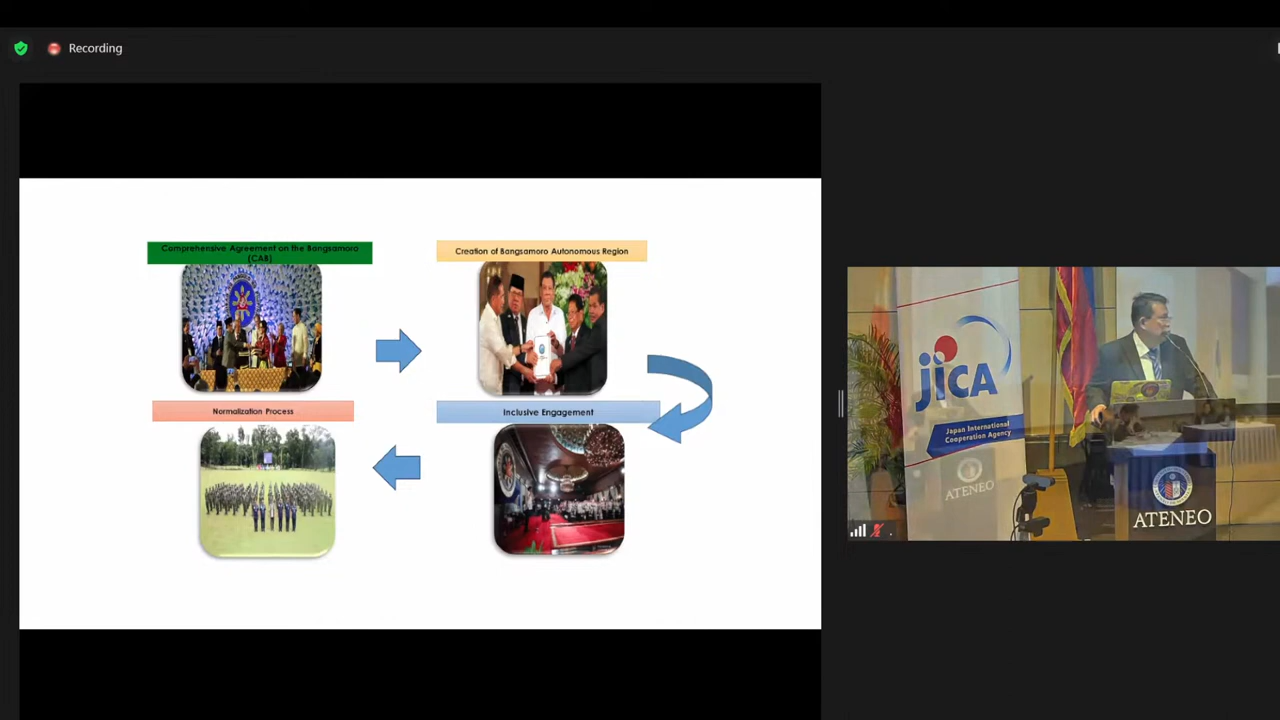 Recording
Comprehensive Agreement on the Bangsamoro
(CAB)
Creation of Bangsamoro Autonomous Region
Normalization Process
Inclusive Engagement
JICA
Japan International
Cooperation Agency
ATENEO
ATENEO